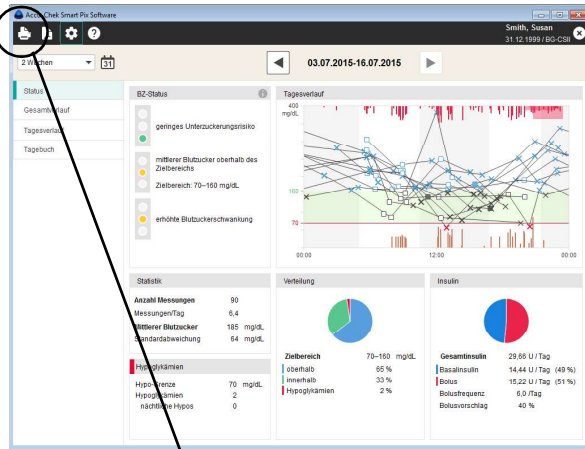 Accu-Chek Smart Pix Software
Smith, Susan
31.12.1999 / BG-CSII
2 Wochen
31
03.07.2015-16.07.2015
Status
Gesamtverlauf
Tagesverlauf
Tagebuch
BZ-Status
geringes Unterzuckerungsrisiko
mittlerer Blutzucker oberhalb des
Zielbereichs
Zielbereich: 70–160 mg/dL
erhöhte Blutzuckerschwankung
Tagesverlauf
400
mg/dL
160
70
00:00 12:00 00:00
Statistik
Anzahl Messungen 90
Messungen/Tag 6,4
Mittlerer Blutzucker 185 mg/dL
Standardabweichung 64 mg/dL
Hypoglykämien
Hypo-Grenze 70 mg/dL
Hypoglykämien 2
nächtliche Hypos 0
Verteilung
Zielbereich 70–160 mg/dL
oberhalb 65 %
innerhalb 33 %
Hypoglykämien 2 %
Insulin
Gesamtinsulin 29,66 U / Tag
Basalinsulin 14,44 U / Tag (49 %)
Bolus 15,22 U / Tag (51 %)
Bolusfrequenz 6,0 /Tag
Bolusvorschlag 40 %